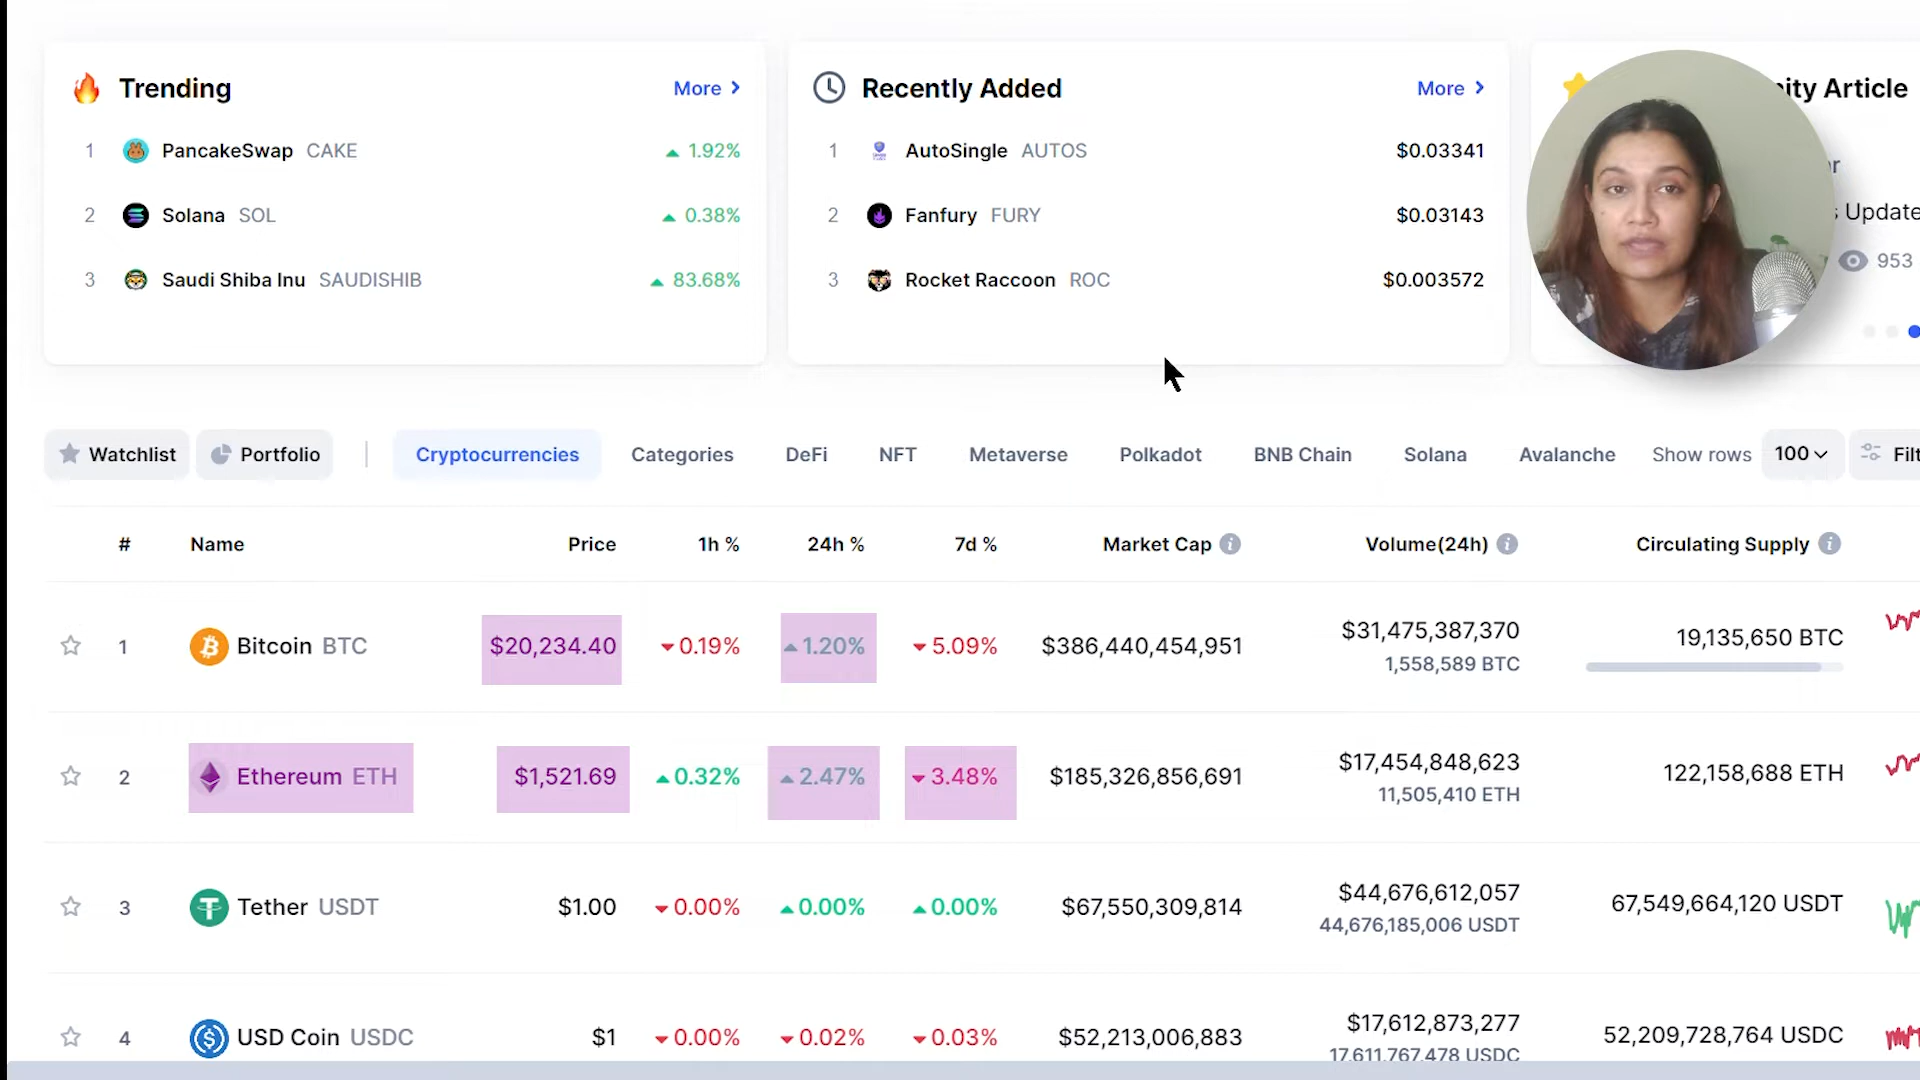 Trending
More
1 PancakeSwap CAKE 1.92%
2 Solana SOL 0.38%
3 Saudi Shiba Inu SAUDISHIB 83.68%
Recently Added
More
1 AutoSingle AUTOS $0.03341
2 Fanfury FURY $0.03143
3 Rocket Raccoon ROC $0.003572
Article
Update
953
Watchlist Portfolio Cryptocurrencies Categories DeFi NFT Metaverse Polkadot BNB Chain Solana Avalanche Show rows 100 Filt
# Name Price 1h % 24h % 7d % Market Cap Volume(24h) Circulating Supply
1 Bitcoin BTC $20,234.40 0.19% 1.20% 5.09% $386,440,454,951 $31,475,387,370 19,135,650 BTC
1,558,589 BTC
2 Ethereum ETH $1,521.69 0.32% 2.47% 3.48% $185,326,856,691 $17,454,848,623 122,158,688 ETH
11,505,410 ETH
3 Tether USDT $1.00 0.00% 0.00% 0.00% $67,550,309,814 $44,676,612,057 67,549,664,120 USDT
44,676,185,006 USDT
4 USD Coin USDC $1 0.00% 0.02% 0.03% $52,213,006,883 $17,612,873,277 52,209,728,764 USDC
17,611,767,478 USDC